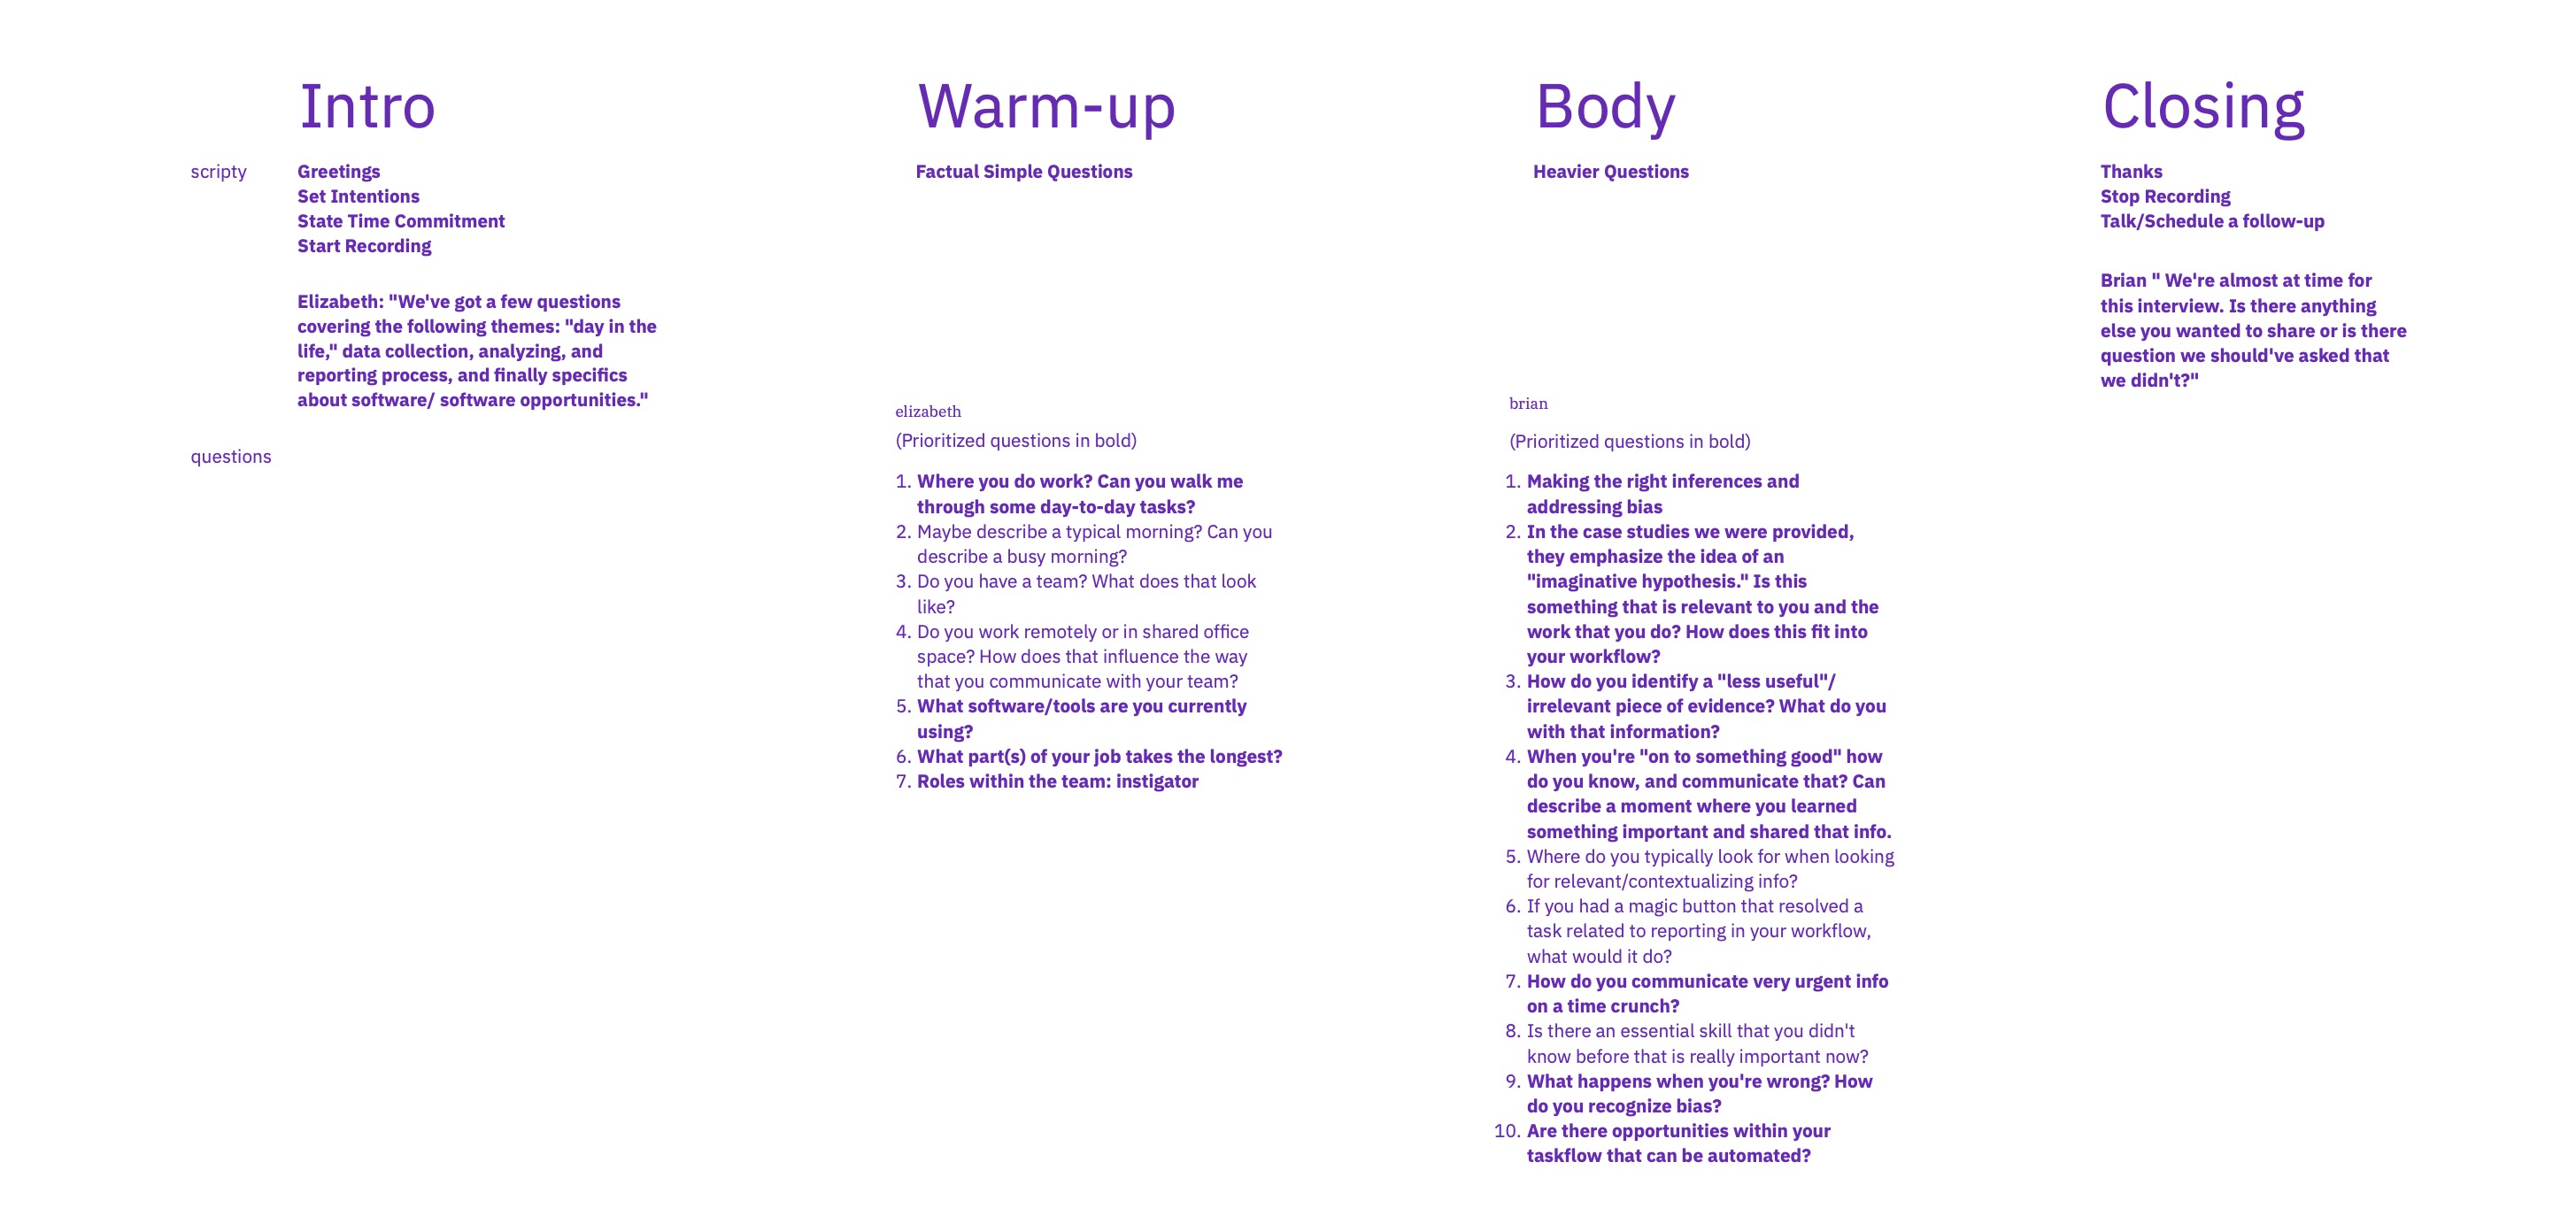 Intro
scripty
Greetings
Set Intentions
State Time Commitment
Start Recording
Elizabeth: "We've got a few questions
covering the following themes: "day in the
life," data collection, analyzing, and
reporting process, and finally specifics
about software/ software opportunities."
questions
Warm-up
Factual Simple Questions
elizabeth
(Prioritized questions in bold)
1. Where you do work? Can you walk me
through some day-to-day tasks?
2. Maybe describe a typical morning? Can you
describe a busy morning?
3. Do you have a team? What does that look
like?
4. Do you work remotely or in shared office
space? How does that influence the way
that you communicate with your team?
5. What software/tools are you currently
using?
6. What part(s) of your job takes the longest?
7. Roles within the team: instigator
Body
Heavier Questions
brian
(Prioritized questions in bold)
1. Making the right inferences and
addressing bias
2. In the case studies we were provided,
they emphasize the idea of an
"imaginative hypothesis." Is this
something that is relevant to you and the
work that you do? How does this fit into
your workflow?
3. How do you identify a "less useful"/
irrelevant piece of evidence? What do you
with that information?
4. When you're "on to something good" how
do you know, and communicate that? Can
describe a moment where you learned
something important and shared that info.
5. Where do you typically look for when looking
for relevant/contextualizing info?
6. If you had a magic button that resolved a
task related to reporting in your workflow,
what would it do?
7. How do you communicate very urgent info
on a time crunch?
8. Is there an essential skill that you didn't
know before that is really important now?
9. What happens when you're wrong? How
do you recognize bias?
10. Are there opportunities within your
taskflow that can be automated?
Closing
Thanks
Stop Recording
Talk/Schedule a follow-up
Brian " We're almost at time for
this interview. Is there anything
else you wanted to share or is there
question we should've asked that
we didn't?"